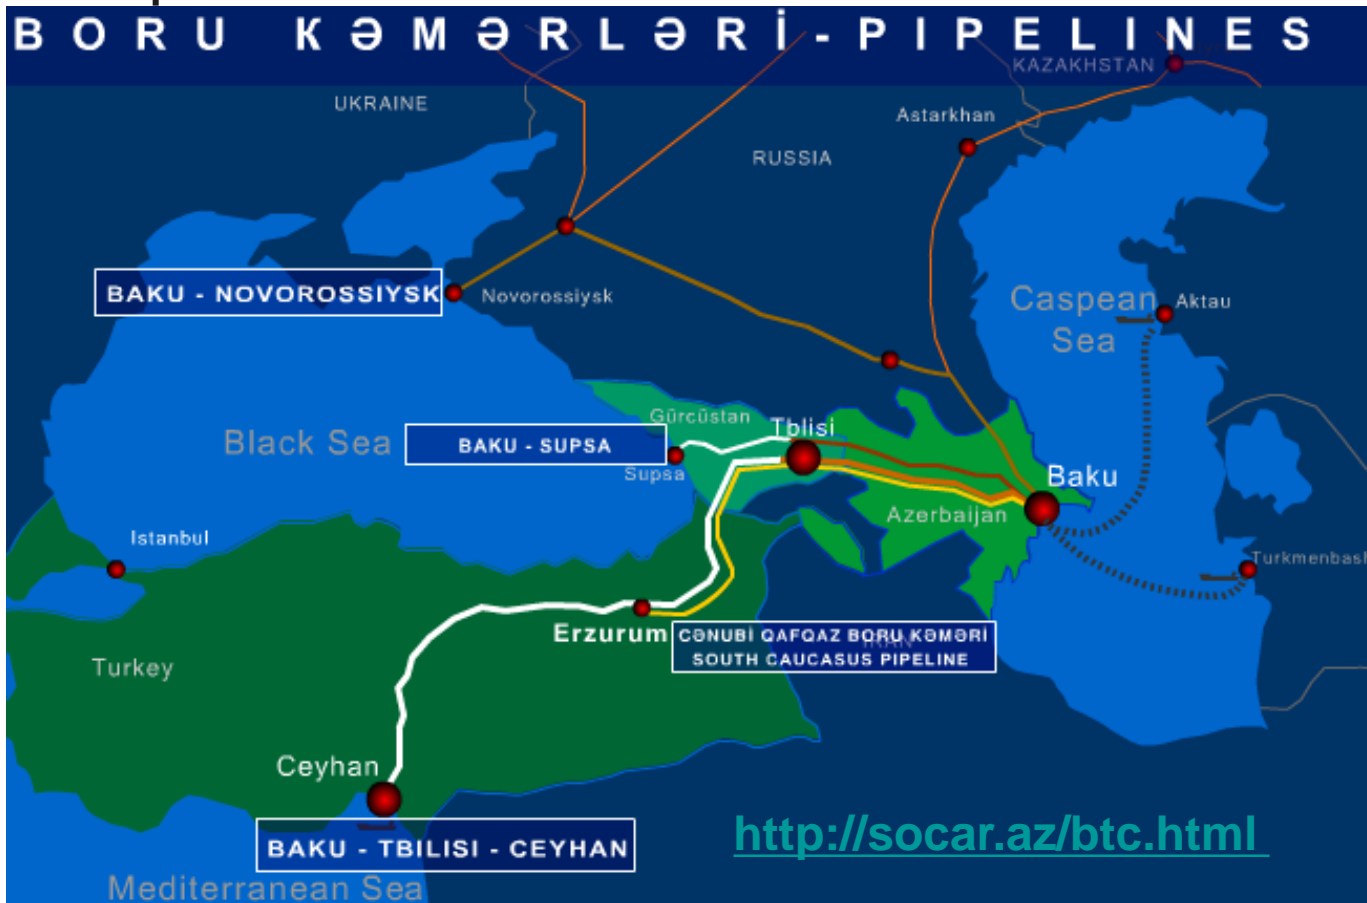 BORU KƏMƏRLƏRİ-PIPELINES
KAZAKHSTAN
UKRAINE
Astarkhan
RUSSIA
BAKU - NOVOROSSIYSK
Novorossiysk
Caspean
Sea
Aktau
Gürcüstan
Tblisi
Black Sea
BAKU - SUPSA
Supsa
Baku
Azerbaijan
Istanbul
Turkmenbash
Erzurum
CƏNUBİ QAFQAZ BORU KƏMƏRİ
SOUTH CAUCASUS PIPELINE
IRAN
Turkey
Ceyhan
BAKU - TBILISI - CEYHAN
http://socar.az/btc.html
Mediterranean Sea